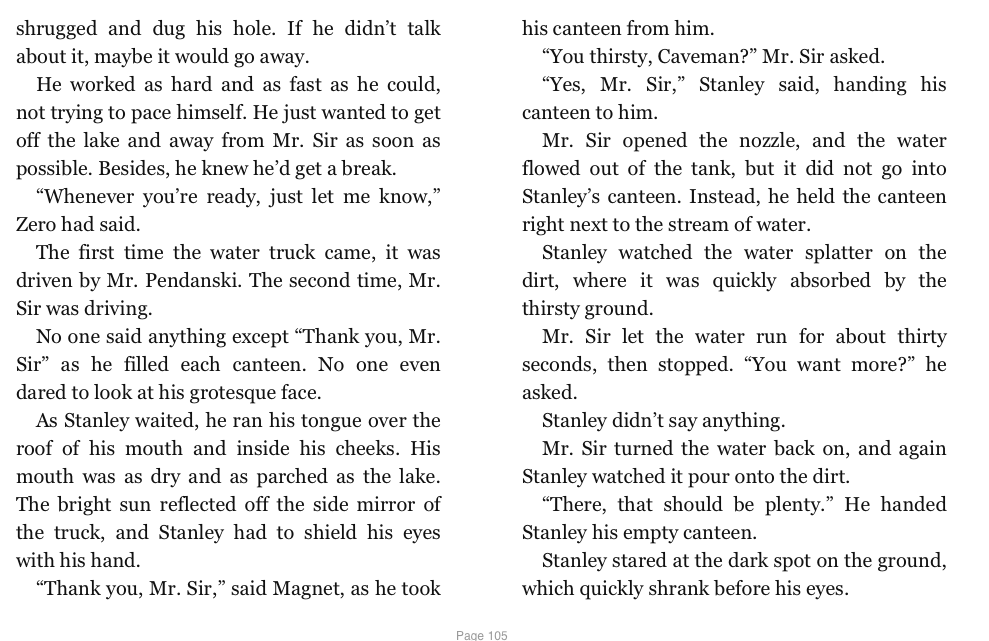 shrugged and dug his hole. If he didn’t talk
about it, maybe it would go away.
He worked as hard and as fast as he could,
not trying to pace himself. He just wanted to get
off the lake and away from Mr. Sir as soon as
possible. Besides, he knew he’d get a break.
“Whenever you’re ready, just let me know,”
Zero had said.
The first time the water truck came, it was
driven by Mr. Pendanski. The second time, Mr.
Sir was driving.
No one said anything except “Thank you, Mr.
Sir” as he filled each canteen. No one even
dared to look at his grotesque face.
As Stanley waited, he ran his tongue over the
roof of his mouth and inside his cheeks. His
mouth was as dry and as parched as the lake.
The bright sun reflected off the side mirror of
the truck, and Stanley had to shield his eyes
with his hand.
“Thank you, Mr. Sir,” said Magnet, as he took
his canteen from him.
“You thirsty, Caveman?” Mr. Sir asked.
“Yes, Mr. Sir,” Stanley said, handing his
canteen to him.
Mr. Sir opened the nozzle, and the water
flowed out of the tank, but it did not go into
Stanley’s canteen. Instead, he held the canteen
right next to the stream of water.
Stanley watched the water splatter on the
dirt, where it was quickly absorbed by the
thirsty ground.
Mr. Sir let the water run for about thirty
seconds, then stopped. “You want more?” he
asked.
Stanley didn’t say anything.
Mr. Sir turned the water back on, and again
Stanley watched it pour onto the dirt.
“There, that should be plenty.” He handed
Stanley his empty canteen.
Stanley stared at the dark spot on the ground,
which quickly shrank before his eyes.
Page 105